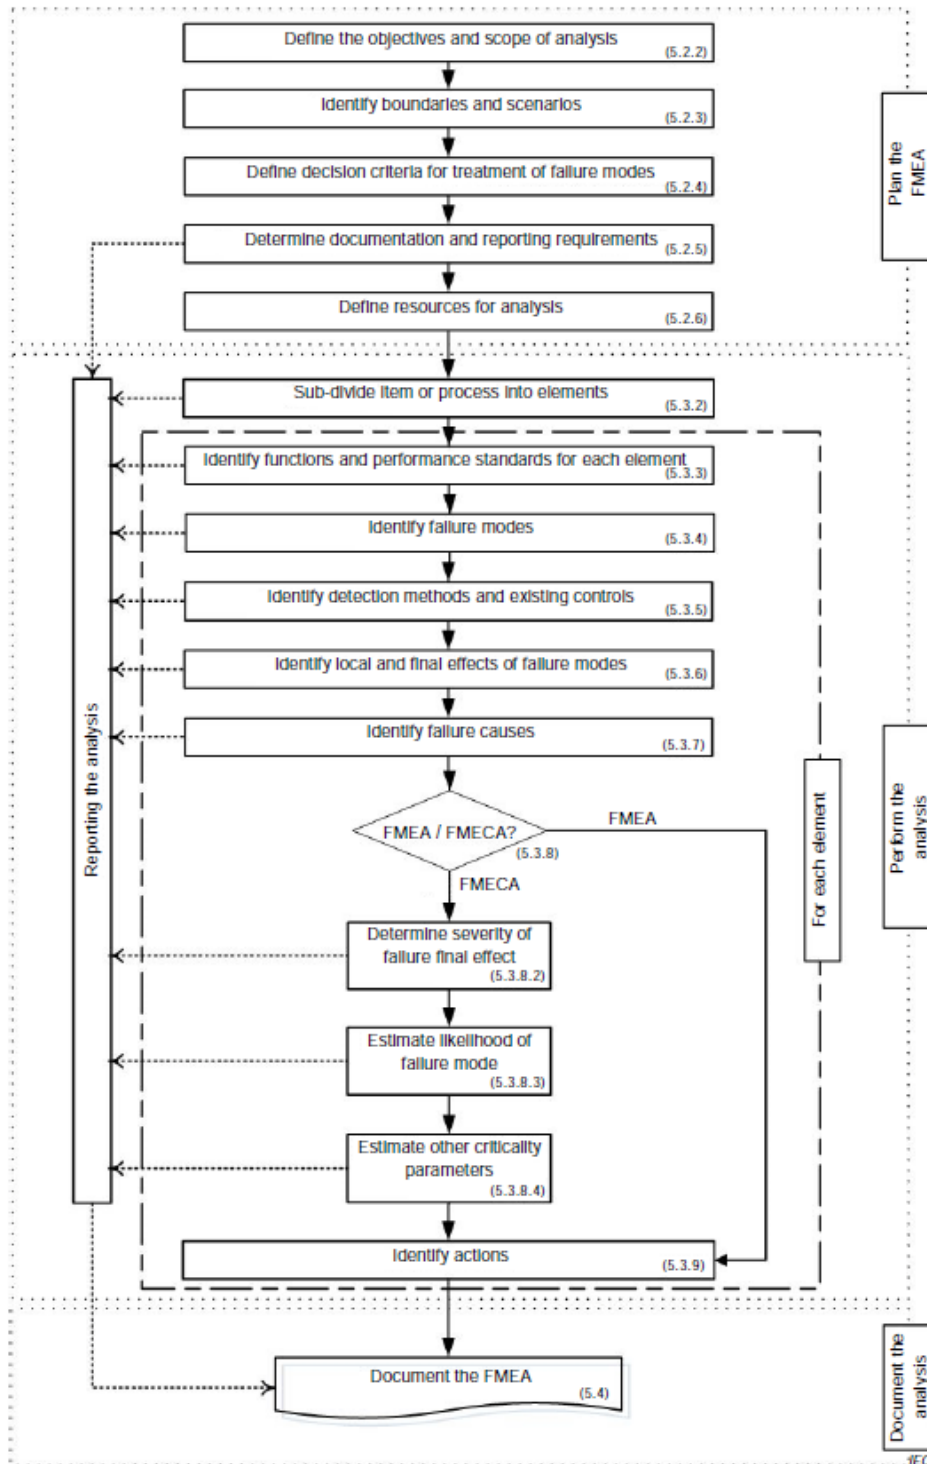 Define the objectives and scope of analysis
(5.2.2)
Identify boundaries and scenarios
(5.2.3)
Define decision criteria for treatment of failure modes
(5.2.4)
Determine documentation and reporting requirements
(5.2.5)
Define resources for analysis
(5.2.6)
Plan the
FMEA
Sub-divide item or process into elements
(5.3.2)
Identify functions and performance standards for each element
(5.3.3)
Identify failure modes
(5.3.4)
Identify detection methods and existing controls
(5.3.5)
Identify local and final effects of failure modes
(5.3.6)
Identify failure causes
(5.3.7)
Reporting the analysis
FMEA / FMECA?
(5.3.8)
FMEA
FMECA
For each element
Perform the
analysis
Determine severity of
failure final effect
(5.3.8.2)
Estimate likelihood of
failure mode
(5.3.8.3)
Estimate other criticality
parameters
(5.3.8.4)
Identify actions
(5.3.9)
Document the FMEA
(5.4)
Document the
analysis